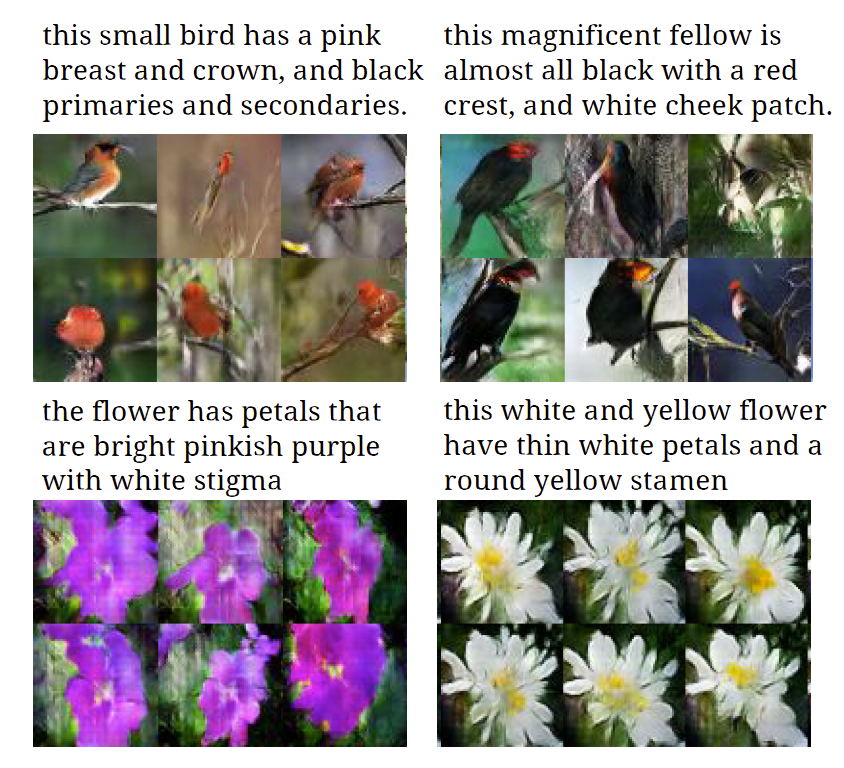 this small bird has a pink
breast and crown, and black
primaries and secondaries.
this magnificent fellow is
almost all black with a red
crest, and white cheek patch.
the flower has petals that
are bright pinkish purple
with white stigma
this white and yellow flower
have thin white petals and a
round yellow stamen